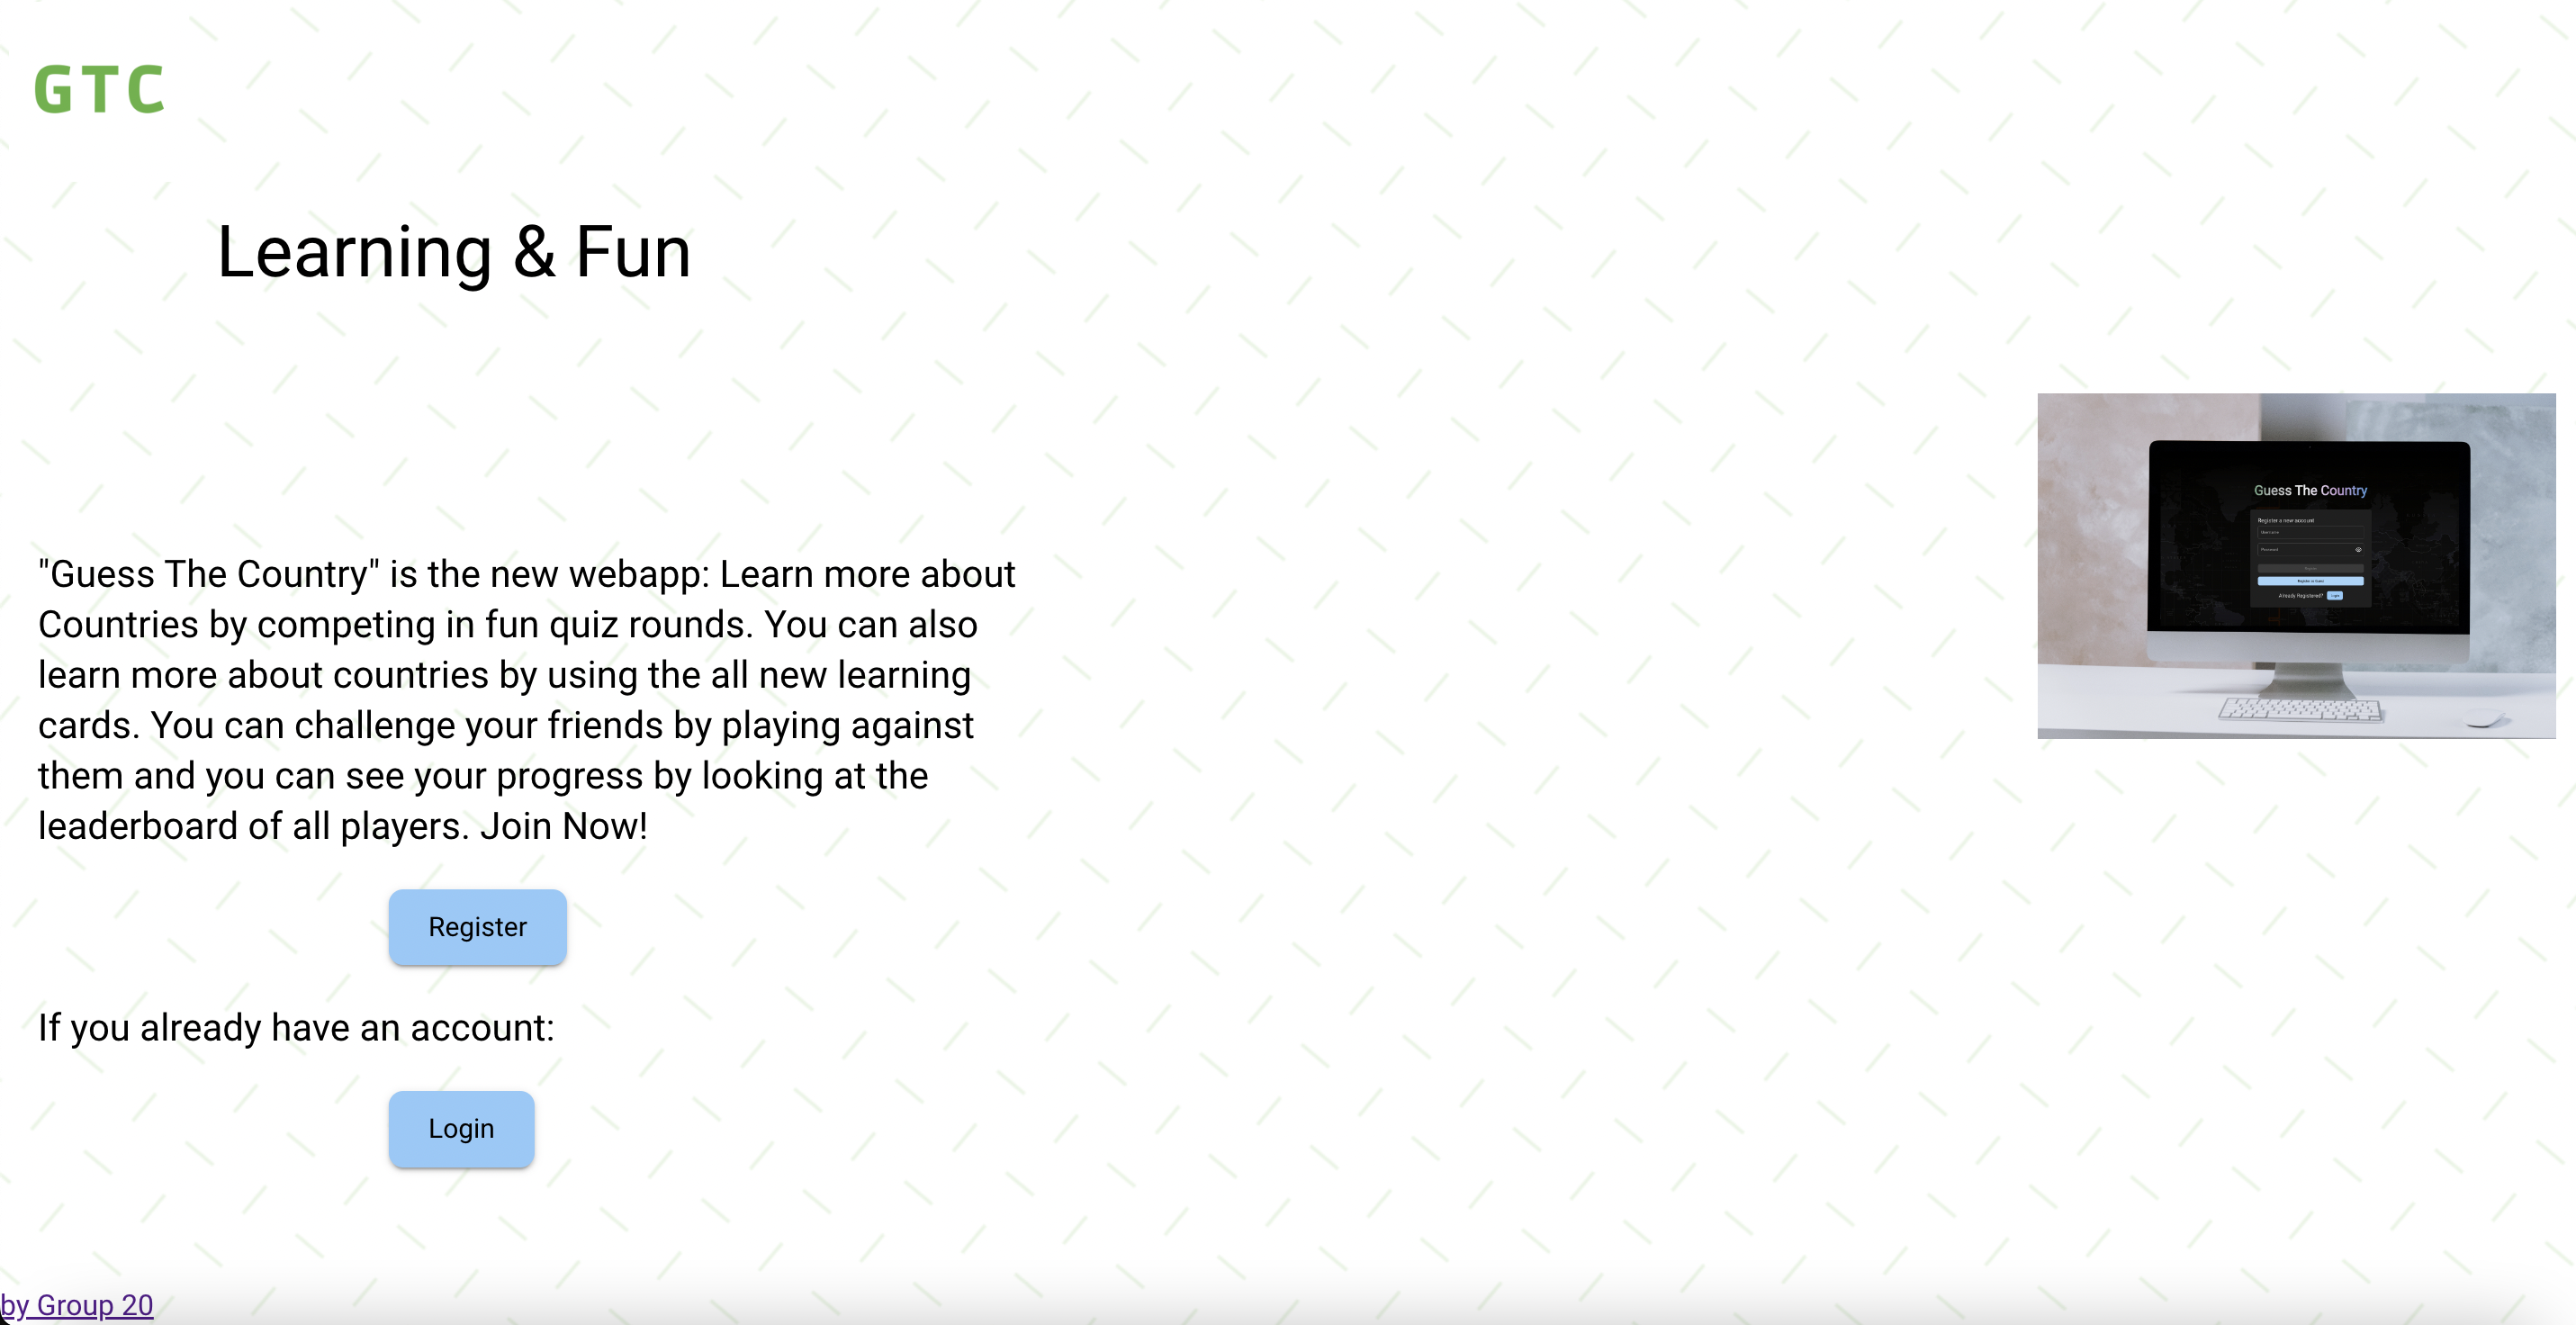 GTC
Learning & Fun
"Guess The Country" is the new webapp: Learn more about
Countries by competing in fun quiz rounds. You can also
learn more about countries by using the all new learning
cards. You can challenge your friends by playing against
them and you can see your progress by looking at the
leaderboard of all players. Join Now!
Register
If you already have an account:
Login
by Group 20
Guess The Country
Register a new account
Username
Password
Already Registered?
Login